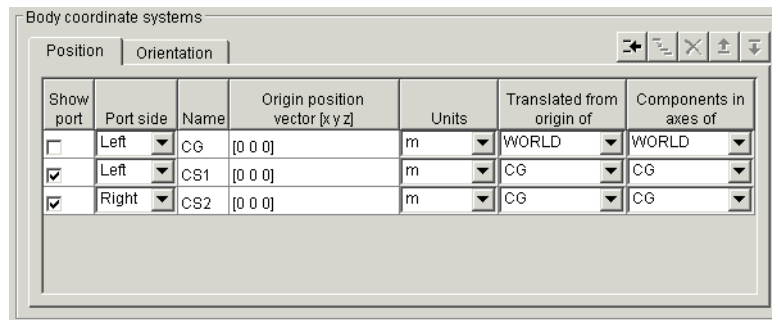 Body coordinate systems
Position Orientation
Show port Port side Name Origin position vector [x y z] Units Translated from origin of Components in axes of
Left CG [0 0 0] m WORLD WORLD
Left CS1 [0 0 0] m CG CG
Right CS2 [0 0 0] m CG CG